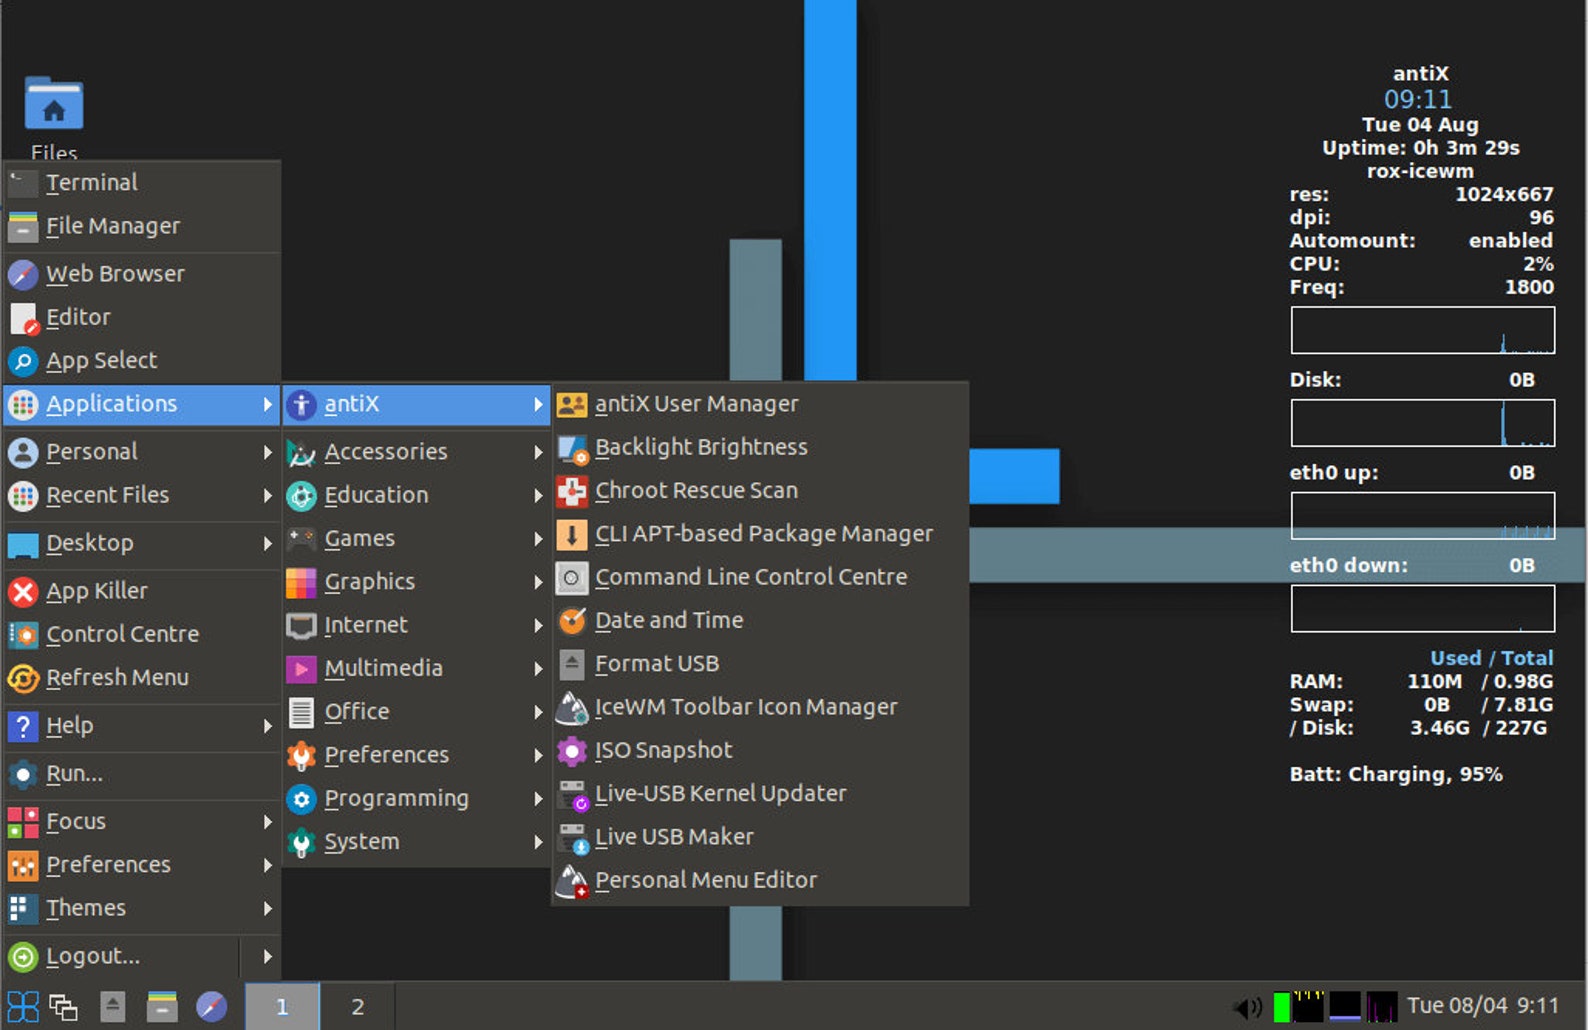 Files
Terminal
File Manager
Web Browser
Editor
App Select
Applications
Personal
Recent Files
Desktop
App Killer
Control Centre
Refresh Menu
Help
Run...
Focus
Preferences
Themes
Logout...
antiX
Accessories
Education
Games
Graphics
Internet
Multimedia
Office
Preferences
Programming
System
antiX User Manager
Backlight Brightness
Chroot Rescue Scan
CLI APT-based Package Manager
Command Line Control Centre
Date and Time
Format USB
IceWM Toolbar Icon Manager
ISO Snapshot
Live-USB Kernel Updater
Live USB Maker
Personal Menu Editor
antiX
09:11
Tue 04 Aug
Uptime: 0h 3m 29s
rox-icewm
res: 1024x667
dpi: 96
Automount: enabled
CPU: 2%
Freq: 1800
Disk: 0B
eth0 up: 0B
eth0 down: 0B
Used / Total
RAM: 110M / 0.98G
Swap: 0B / 7.81G
/ Disk: 3.46G / 227G
Batt: Charging, 95%
1
2
Tue 08/04 9:11